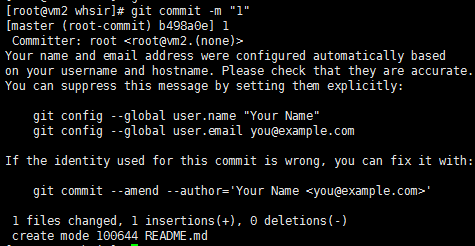 [root@vm2 whsir]# git commit -m "1"
[master (root-commit) b498a0e] 1
 Committer: root <root@vm2.(none)>
Your name and email address were configured automatically based
on your username and hostname. Please check that they are accurate.
You can suppress this message by setting them explicitly:

    git config --global user.name "Your Name"
    git config --global user.email you@example.com

If the identity used for this commit is wrong, you can fix it with:

    git commit --amend --author='Your Name <you@example.com>'

 1 files changed, 1 insertions(+), 0 deletions(-)
 create mode 100644 README.md